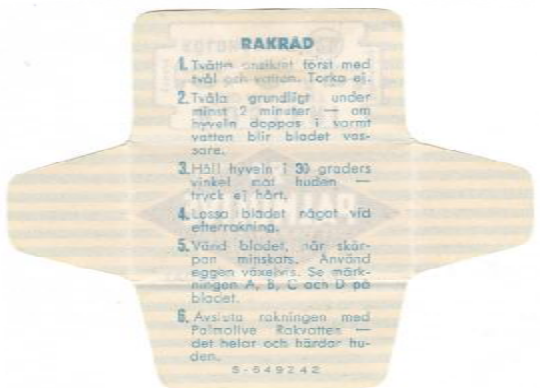 RAKRÅD
1. Tvätta ansiktet först med
tvål och vatten. Torka ej.
2. Tvåla grundligt under
minst 2 minuter — om
hyveln doppas i varmt
vatten blir bladet vas-
sare.
3. Håll hyveln i 30 graders
vinkel mot huden —
tryck ej hårt.
4. Lossa bladet något vid
efterrakning.
5. Vänd bladet, när skär-
pan minskats. Använd
eggen växelvis. Se märk-
ningen A, B, C och D på
bladet.
6. Avsluta rakningen med
Palmolive Rakvatten —
det helar och härdar hu-
den.
S-649242